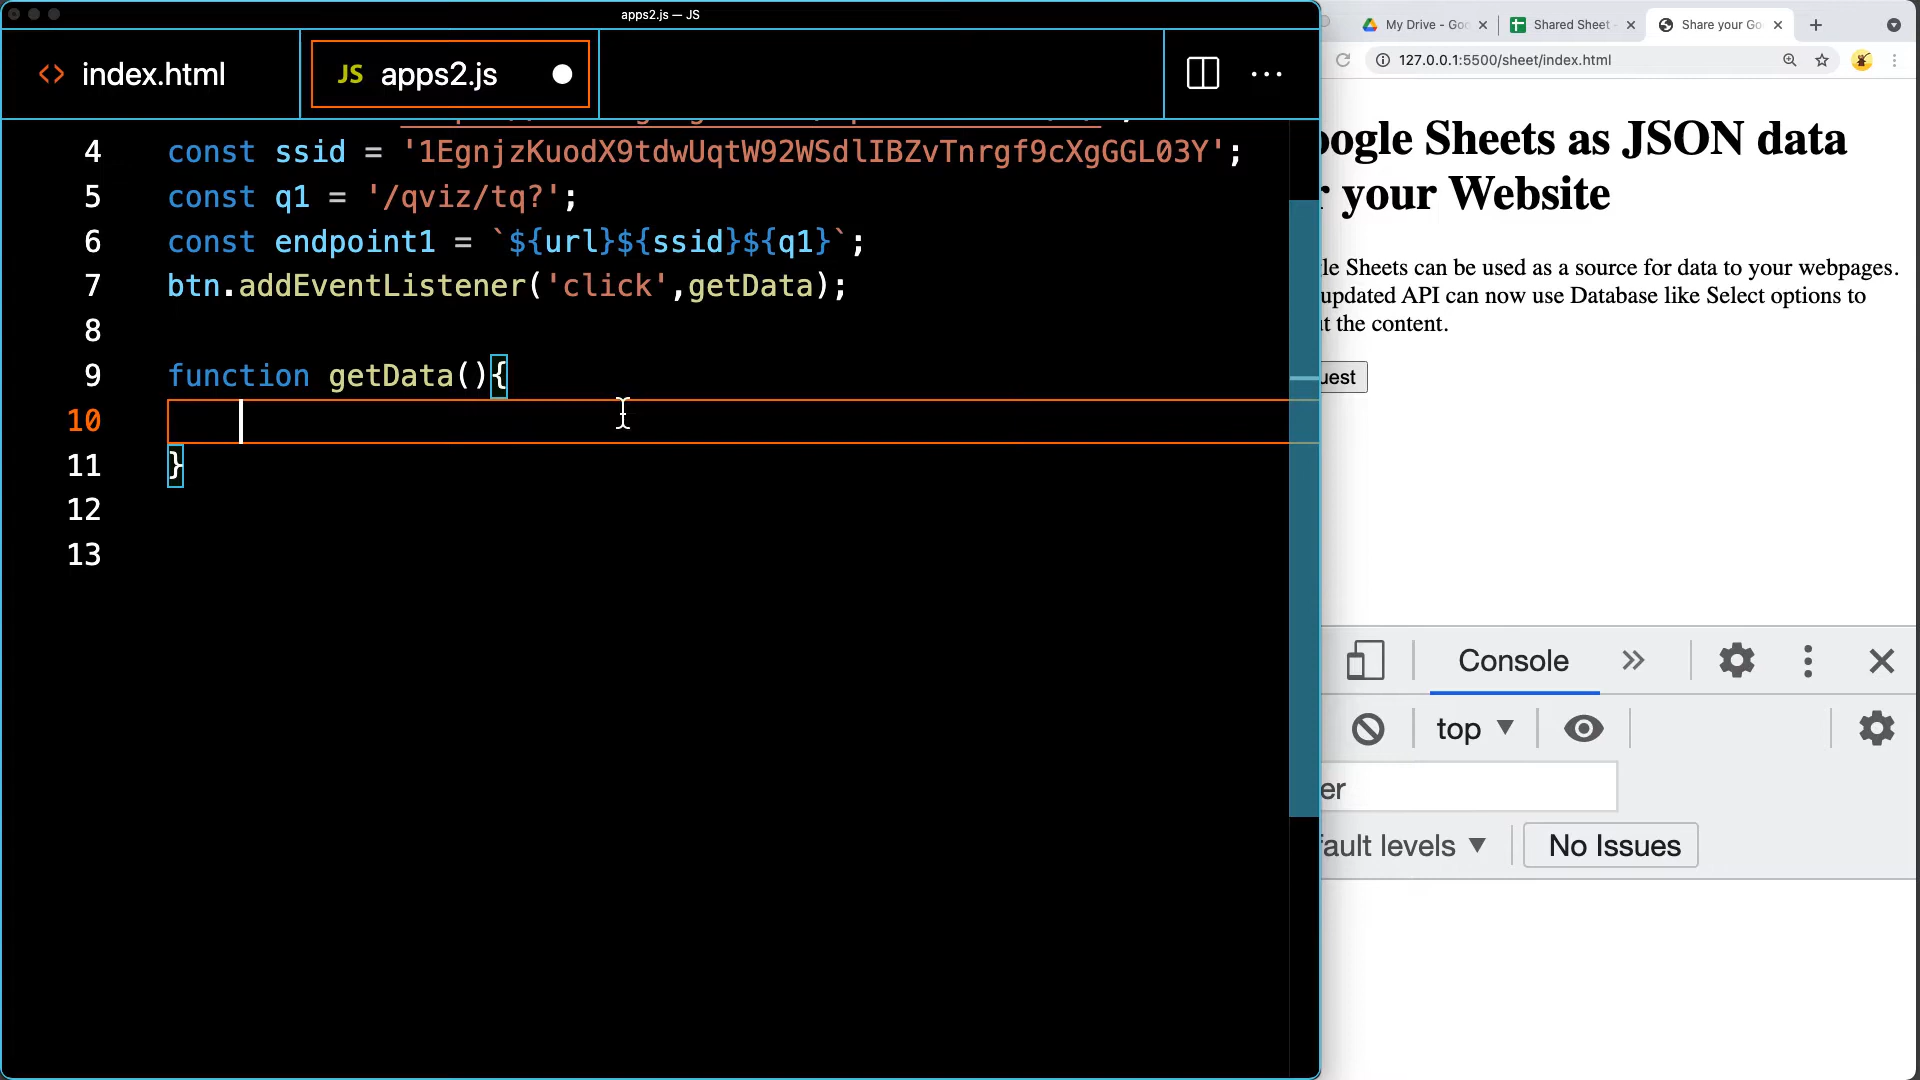 apps2.js — JS
<> index.html
JS apps2.js
4 const ssid = '1EgnjzKuodX9tdwUqtW92WSdlIBZvTnrgf9cXgGGL03Y';
5 const q1 = '/qviz/tq?';
6 const endpoint1 = `${url}${ssid}${q1}`;
7 btn.addEventListener('click',getData);
8
9 function getData(){
10
11 }
12
13
My Drive - Goo
Shared Sheet -
Share your Go
127.0.0.1:5500/sheet/index.html
ogle Sheets as JSON data
r your Website
le Sheets can be used as a source for data to your webpages.
updated API can now use Database like Select options to
t the content.
uest
Console
top
er
ault levels
No Issues